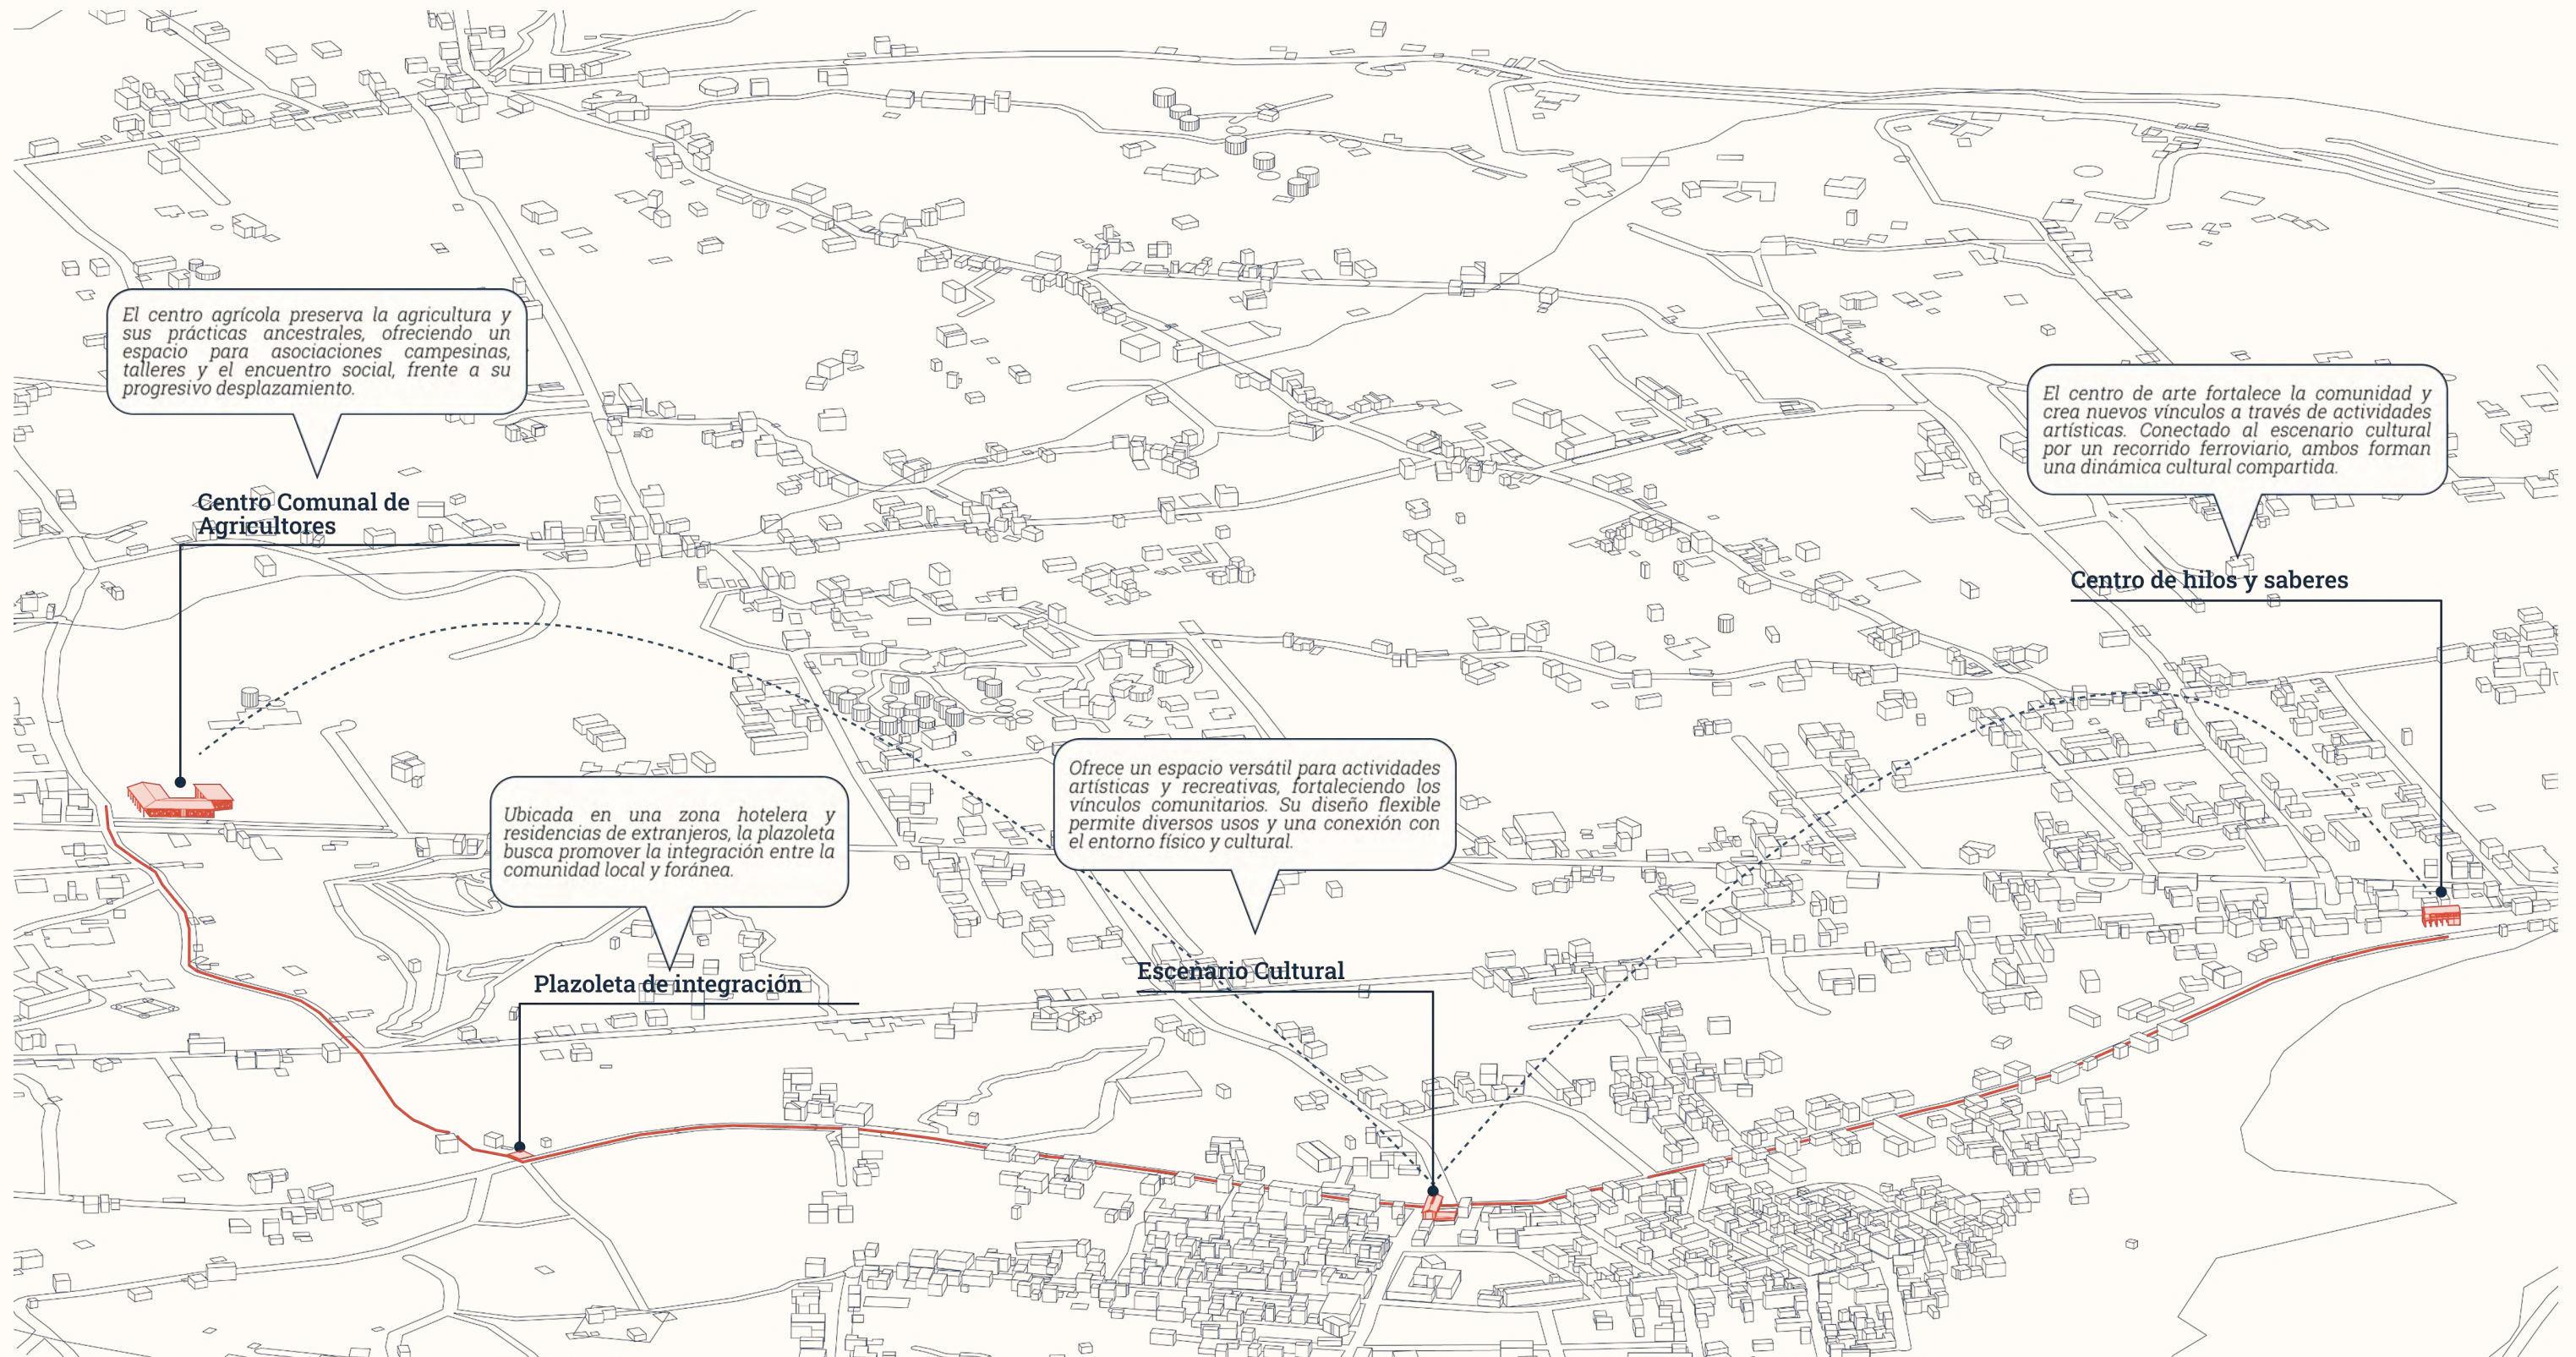 El centro agrícola preserva la agricultura y
sus prácticas ancestrales, ofreciendo un
espacio para asociaciones campesinas,
talleres y el encuentro social, frente a su
progresivo desplazamiento.
Centro Comunal de
Agricultores
El centro de arte fortalece la comunidad y
crea nuevos vínculos a través de actividades
artísticas. Conectado al escenario cultural
por un recorrido ferroviario, ambos forman
una dinámica cultural compartida.
Centro de hilos y saberes
Ubicada en una zona hotelera y
residencias de extranjeros, la plazoleta
busca promover la integración entre la
comunidad local y foránea.
Plazoleta de integración
Ofrece un espacio versátil para actividades
artísticas y recreativas, fortaleciendo los
vínculos comunitarios. Su diseño flexible
permite diversos usos y una conexión con
el entorno físico y cultural.
Escenario Cultural